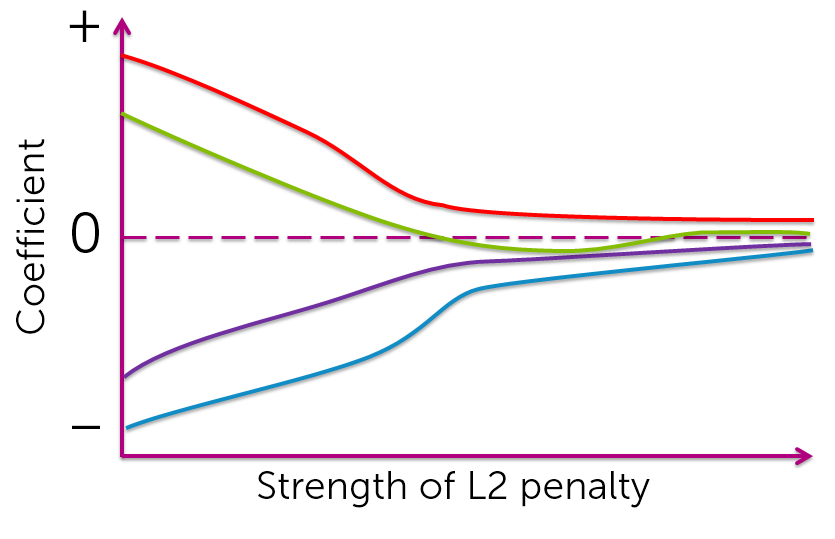 +
Coefficient
0
–
Strength of L2 penalty